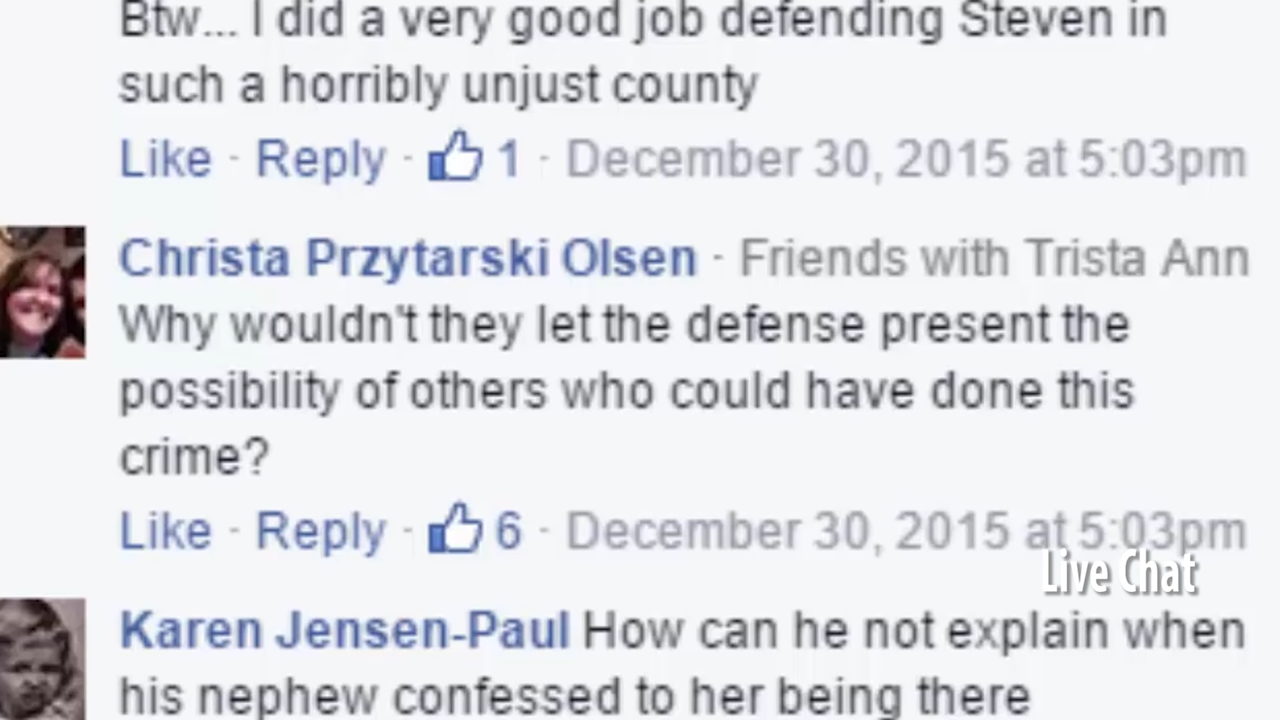 Btw... I did a very good job defending Steven in
such a horribly unjust county
Like · Reply · 1 · December 30, 2015 at 5:03pm
Christa Przytarski Olsen · Friends with Trista Ann
Why wouldn't they let the defense present the
possibility of others who could have done this
crime?
Like · Reply · 6 · December 30, 2015 at 5:03pm
Live Chat
Karen Jensen-Paul How can he not explain when
his nephew confessed to her being there